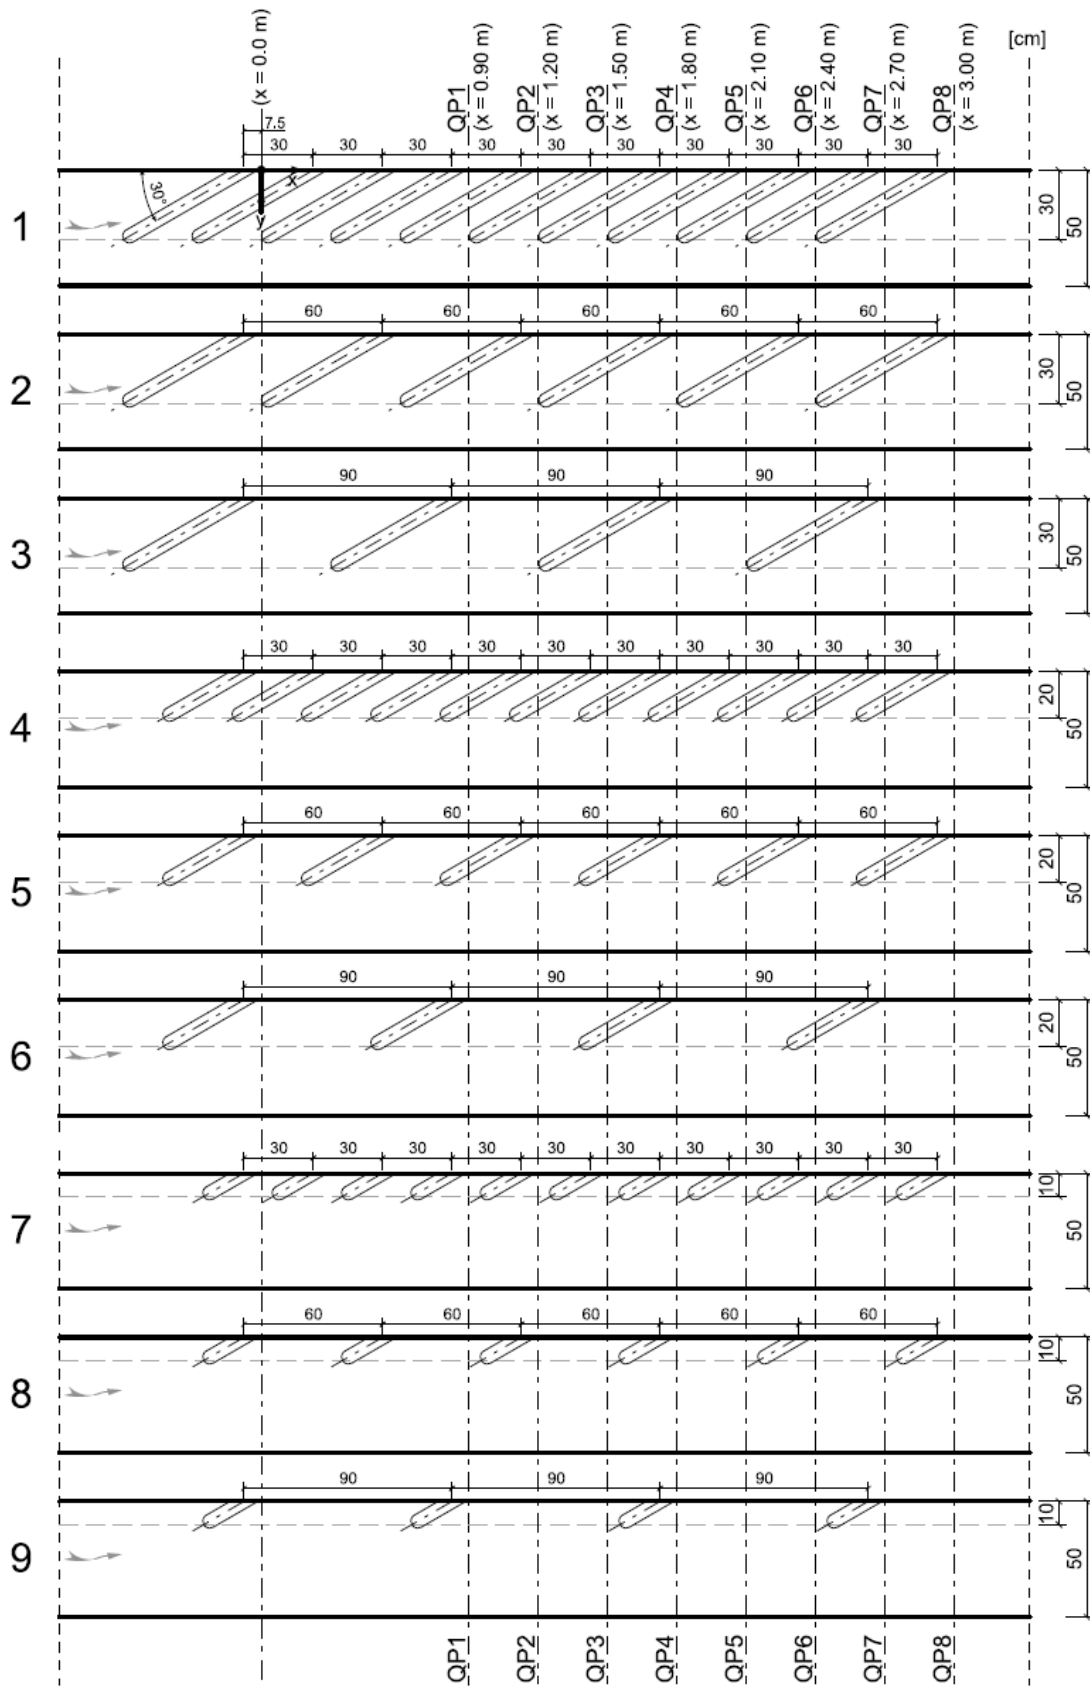 (x = 0.0 m)
QP1
(x = 0.90 m)
QP2
(x = 1.20 m)
QP3
(x = 1.50 m)
QP4
(x = 1.80 m)
QP5
(x = 2.10 m)
QP6
(x = 2.40 m)
QP7
(x = 2.70 m)
QP8
(x = 3.00 m)
[cm]
7.5
30 30 30 30 30 30 30 30 30 30
1
30°
x
y
30
50
60 60 60 60 60
2
30
50
90 90 90
3
30
50
30 30 30 30 30 30 30 30 30
4
20
50
60 60 60 60 60
5
20
50
90 90 90
6
20
50
30 30 30 30 30 30 30 30 30
7
10
50
60 60 60 60 60
8
10
50
90 90 90
9
10
50
QP1 QP2 QP3 QP4 QP5 QP6 QP7 QP8